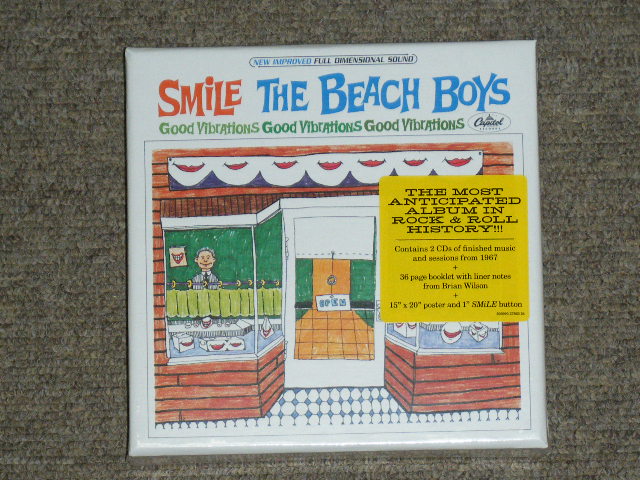 NEW IMPROVED FULL DIMENSIONAL SOUND
SMiLE THE BEACH BOYS
Good Vibrations Good Vibrations Good Vibrations
Capitol
RECORDS
THE MOST
ANTICIPATED
ALBUM IN
ROCK & ROLL
HISTORY!!!
Contains 2 CDs of finished music
and sessions from 1967
+
36 page booklet with liner notes
from Brian Wilson
+
15" x 20" poster and 1" SMiLE button
OPEN